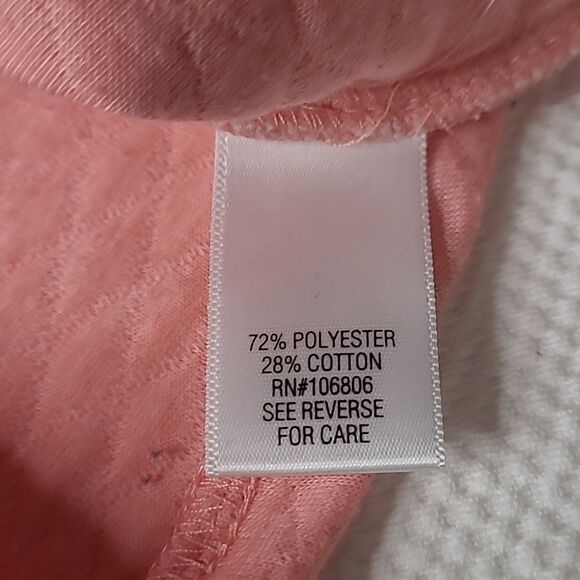 72% POLYESTER
28% COTTON
RN#106806
SEE REVERSE
FOR CARE